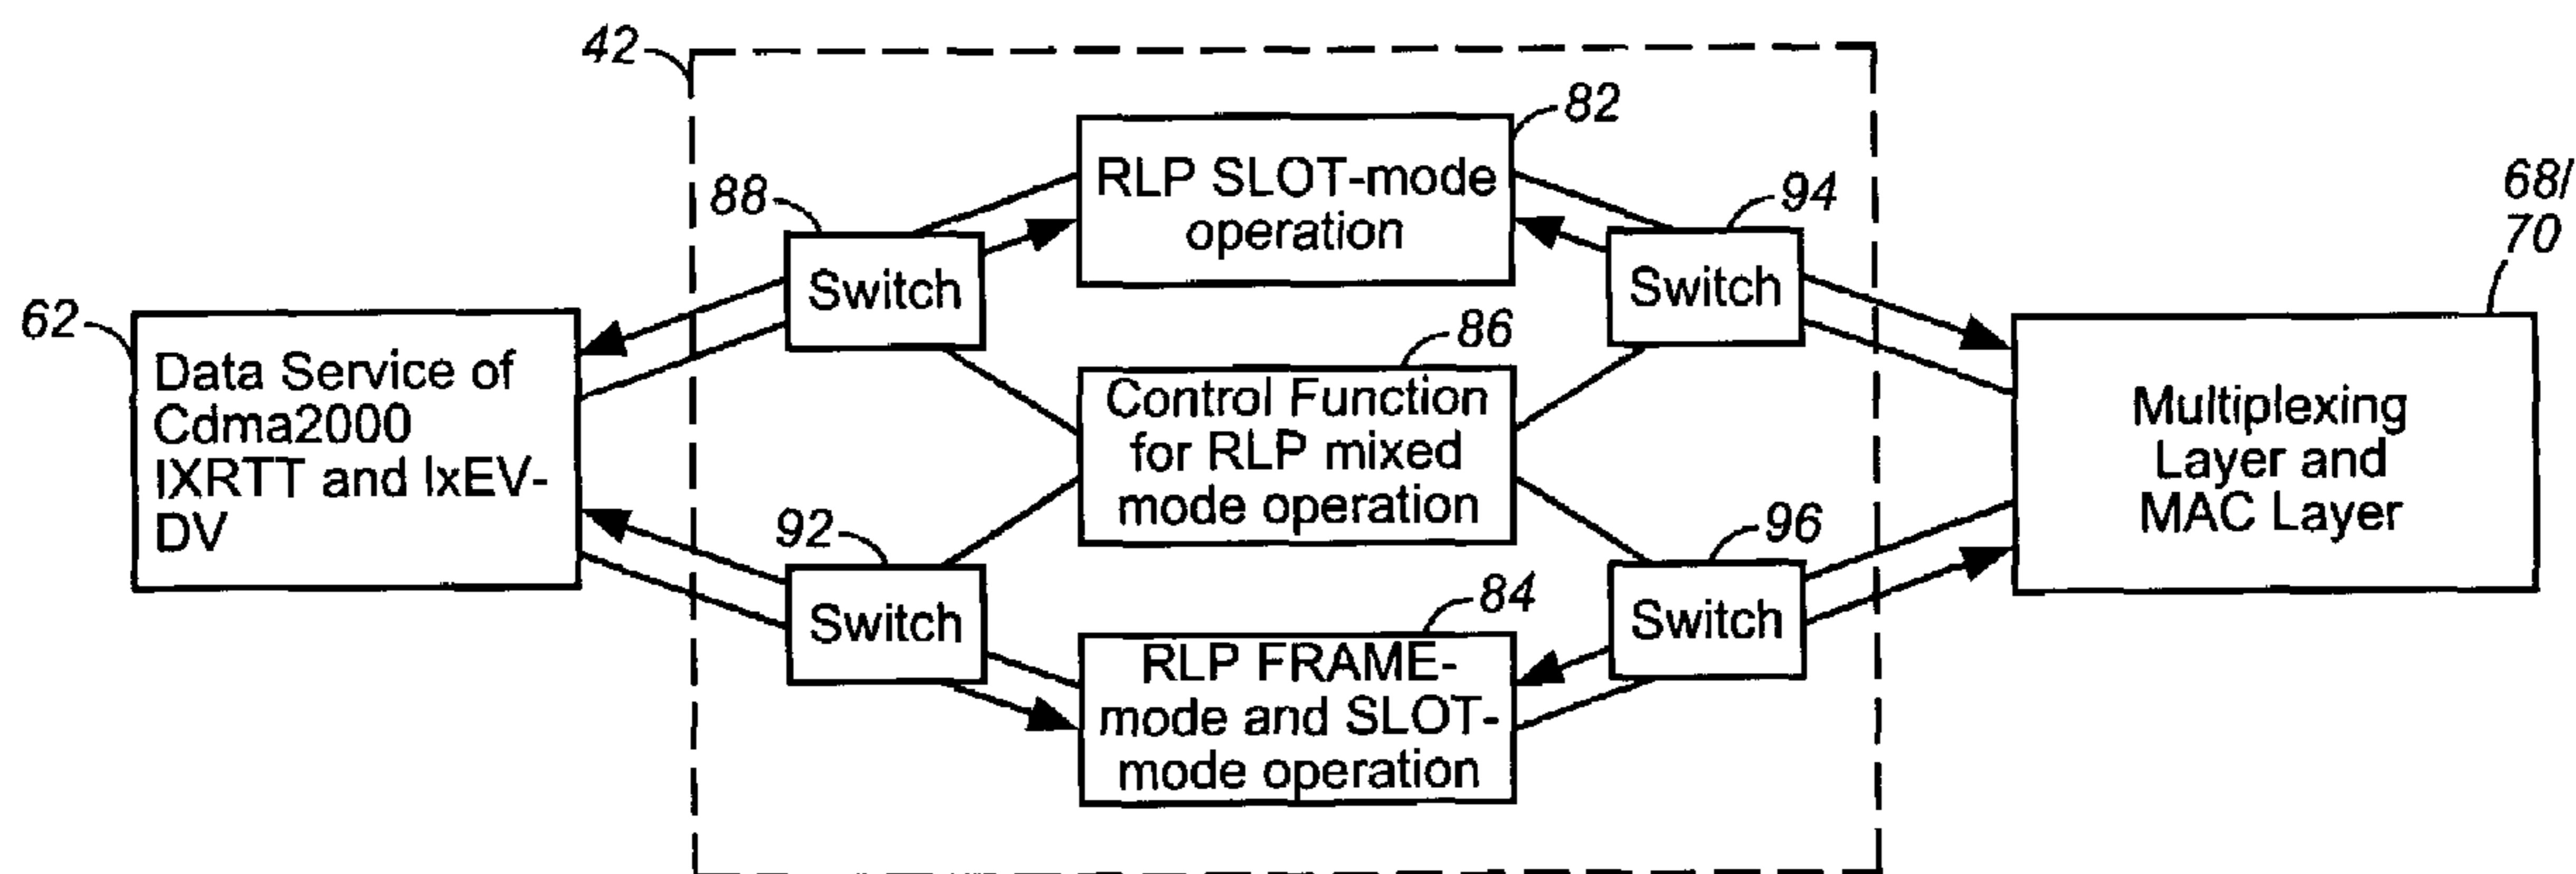 42
82
RLP SLOT-mode
operation
88
Switch
94
Switch
68/
70
62
Data Service of
Cdma2000
IXRTT and IxEV-
DV
86
Control Function
for RLP mixed
mode operation
Multiplexing
Layer and
MAC Layer
92
Switch
96
Switch
84
RLP FRAME-
mode and SLOT-
mode operation